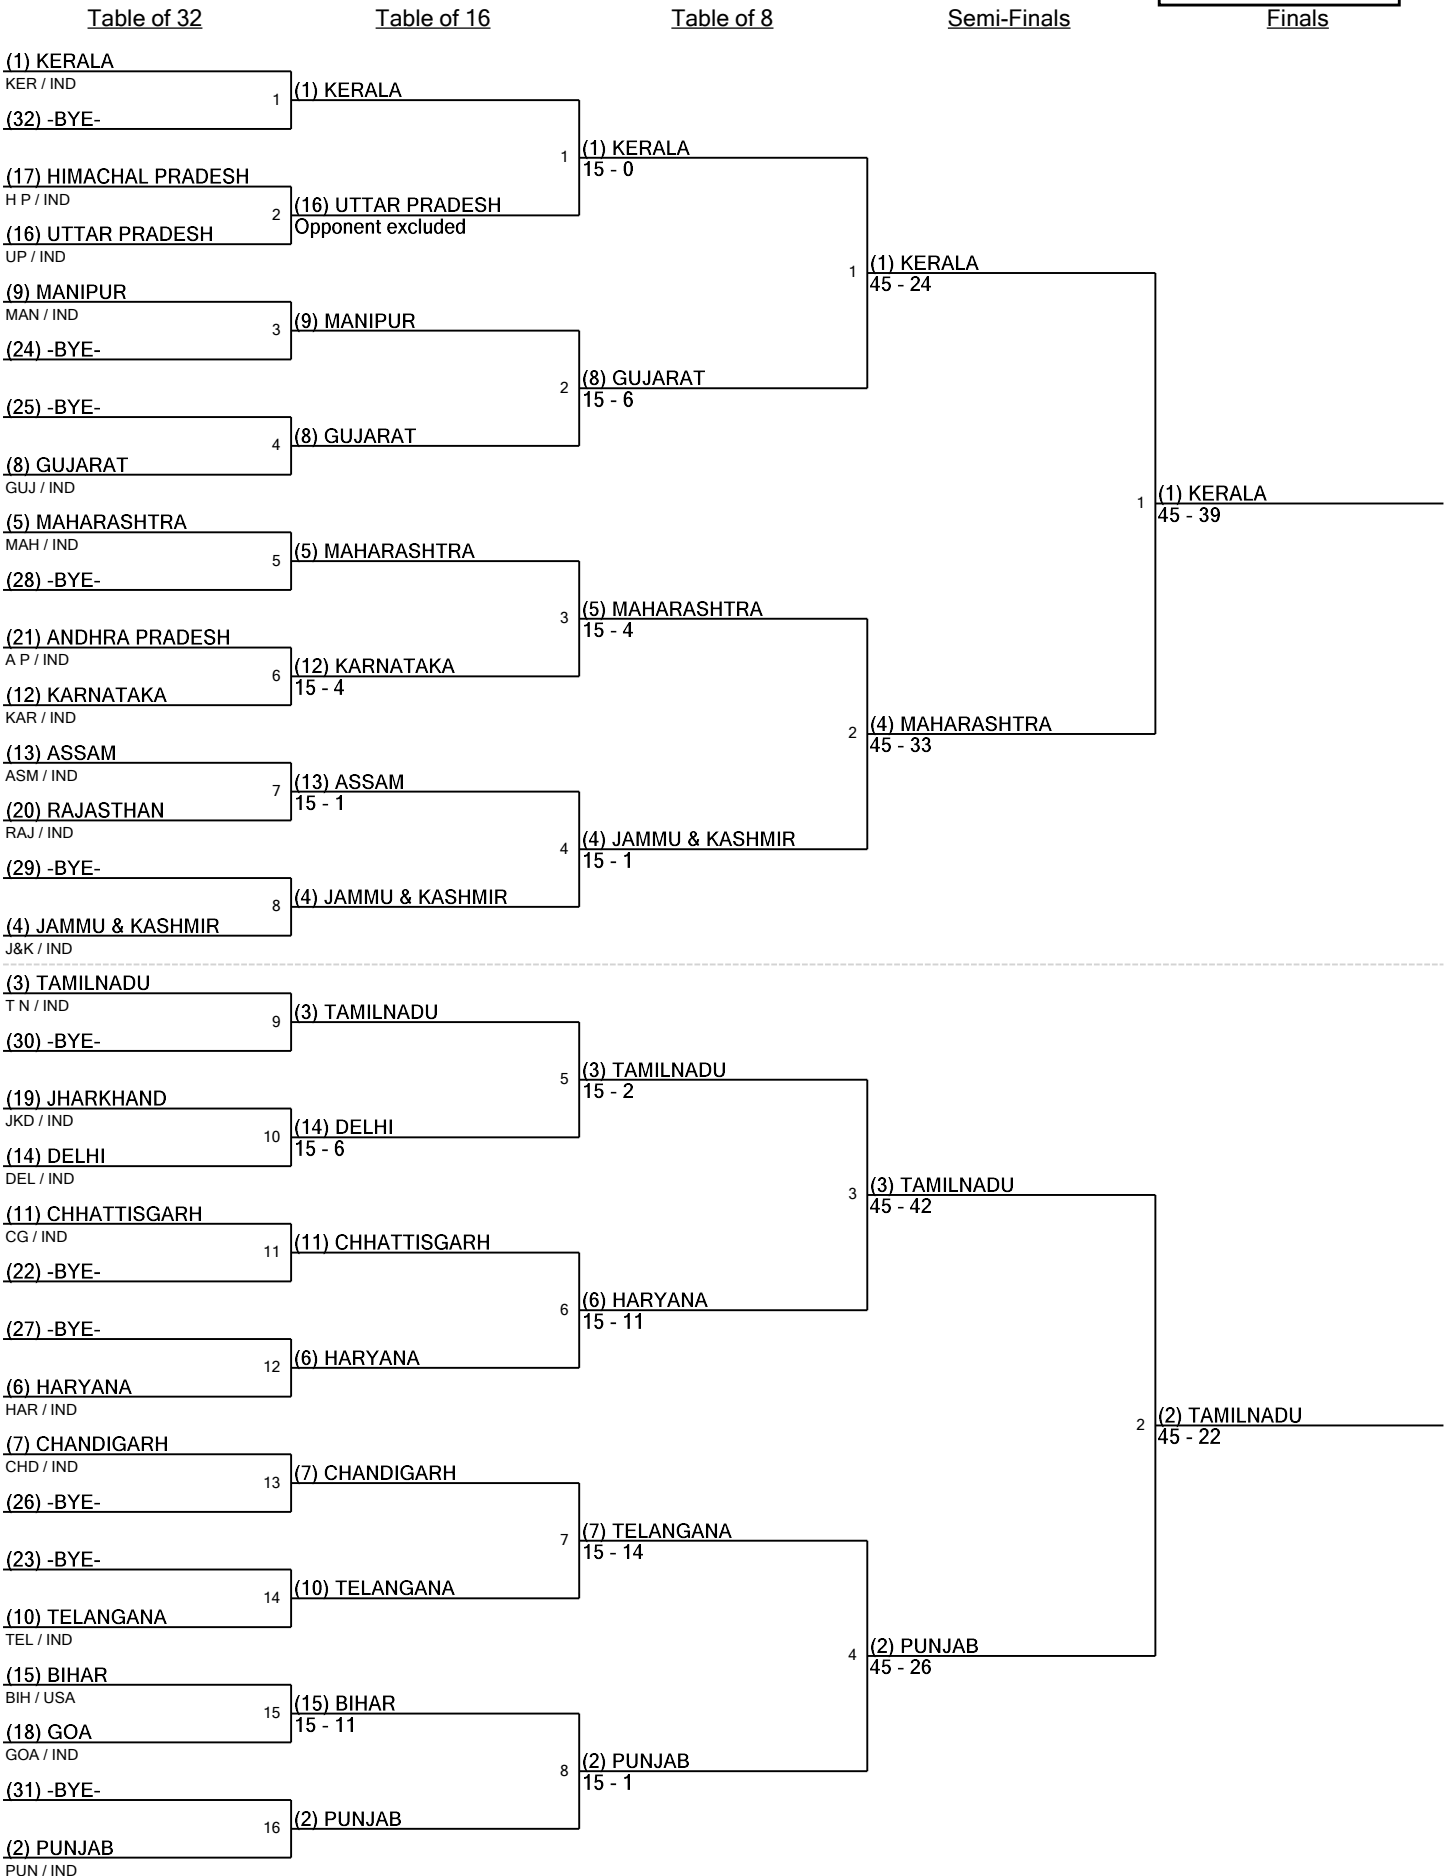 Table of 32
Table of 16
Table of 8
Semi-Finals
Finals
(1) KERALA
KER / IND
1
(32) -BYE-
(17) HIMACHAL PRADESH
H P / IND
2
(16) UTTAR PRADESH
UP / IND
(9) MANIPUR
MAN / IND
3
(24) -BYE-
(25) -BYE-
4
(8) GUJARAT
GUJ / IND
(5) MAHARASHTRA
MAH / IND
5
(28) -BYE-
(21) ANDHRA PRADESH
A P / IND
6
(12) KARNATAKA
KAR / IND
(13) ASSAM
ASM / IND
7
(20) RAJASTHAN
RAJ / IND
(29) -BYE-
8
(4) JAMMU & KASHMIR
J&K / IND
(3) TAMILNADU
T N / IND
9
(30) -BYE-
(19) JHARKHAND
JKD / IND
10
(14) DELHI
DEL / IND
(11) CHHATTISGARH
CG / IND
11
(22) -BYE-
(27) -BYE-
12
(6) HARYANA
HAR / IND
(7) CHANDIGARH
CHD / IND
13
(26) -BYE-
(23) -BYE-
14
(10) TELANGANA
TEL / IND
(15) BIHAR
BIH / USA
15
(18) GOA
GOA / IND
(31) -BYE-
16
(2) PUNJAB
PUN / IND
(1) KERALA
1
(16) UTTAR PRADESH
Opponent excluded
(9) MANIPUR
2
(8) GUJARAT
(5) MAHARASHTRA
3
(12) KARNATAKA
15 - 4
(13) ASSAM
15 - 1
4
(4) JAMMU & KASHMIR
(3) TAMILNADU
5
(14) DELHI
15 - 6
(11) CHHATTISGARH
6
(6) HARYANA
(7) CHANDIGARH
7
(10) TELANGANA
(15) BIHAR
15 - 11
8
(2) PUNJAB
(1) KERALA
15 - 0
1
(8) GUJARAT
15 - 6
(5) MAHARASHTRA
15 - 4
2
(4) JAMMU & KASHMIR
15 - 1
(3) TAMILNADU
15 - 2
3
(6) HARYANA
15 - 11
(7) TELANGANA
15 - 14
4
(2) PUNJAB
15 - 1
(1) KERALA
45 - 24
1
(4) MAHARASHTRA
45 - 33
(3) TAMILNADU
45 - 42
2
(2) PUNJAB
45 - 26
(1) KERALA
45 - 39
(2) TAMILNADU
45 - 22